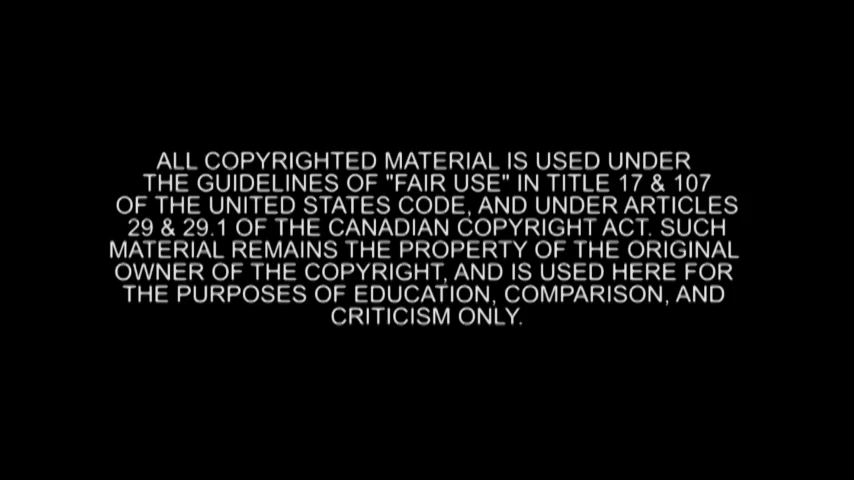 ALL COPYRIGHTED MATERIAL IS USED UNDER
THE GUIDELINES OF "FAIR USE" IN TITLE 17 & 107
OF THE UNITED STATES CODE, AND UNDER ARTICLES
29 & 29.1 OF THE CANADIAN COPYRIGHT ACT. SUCH
MATERIAL REMAINS THE PROPERTY OF THE ORIGINAL
OWNER OF THE COPYRIGHT, AND IS USED HERE FOR
THE PURPOSES OF EDUCATION, COMPARISON, AND
CRITICISM ONLY.